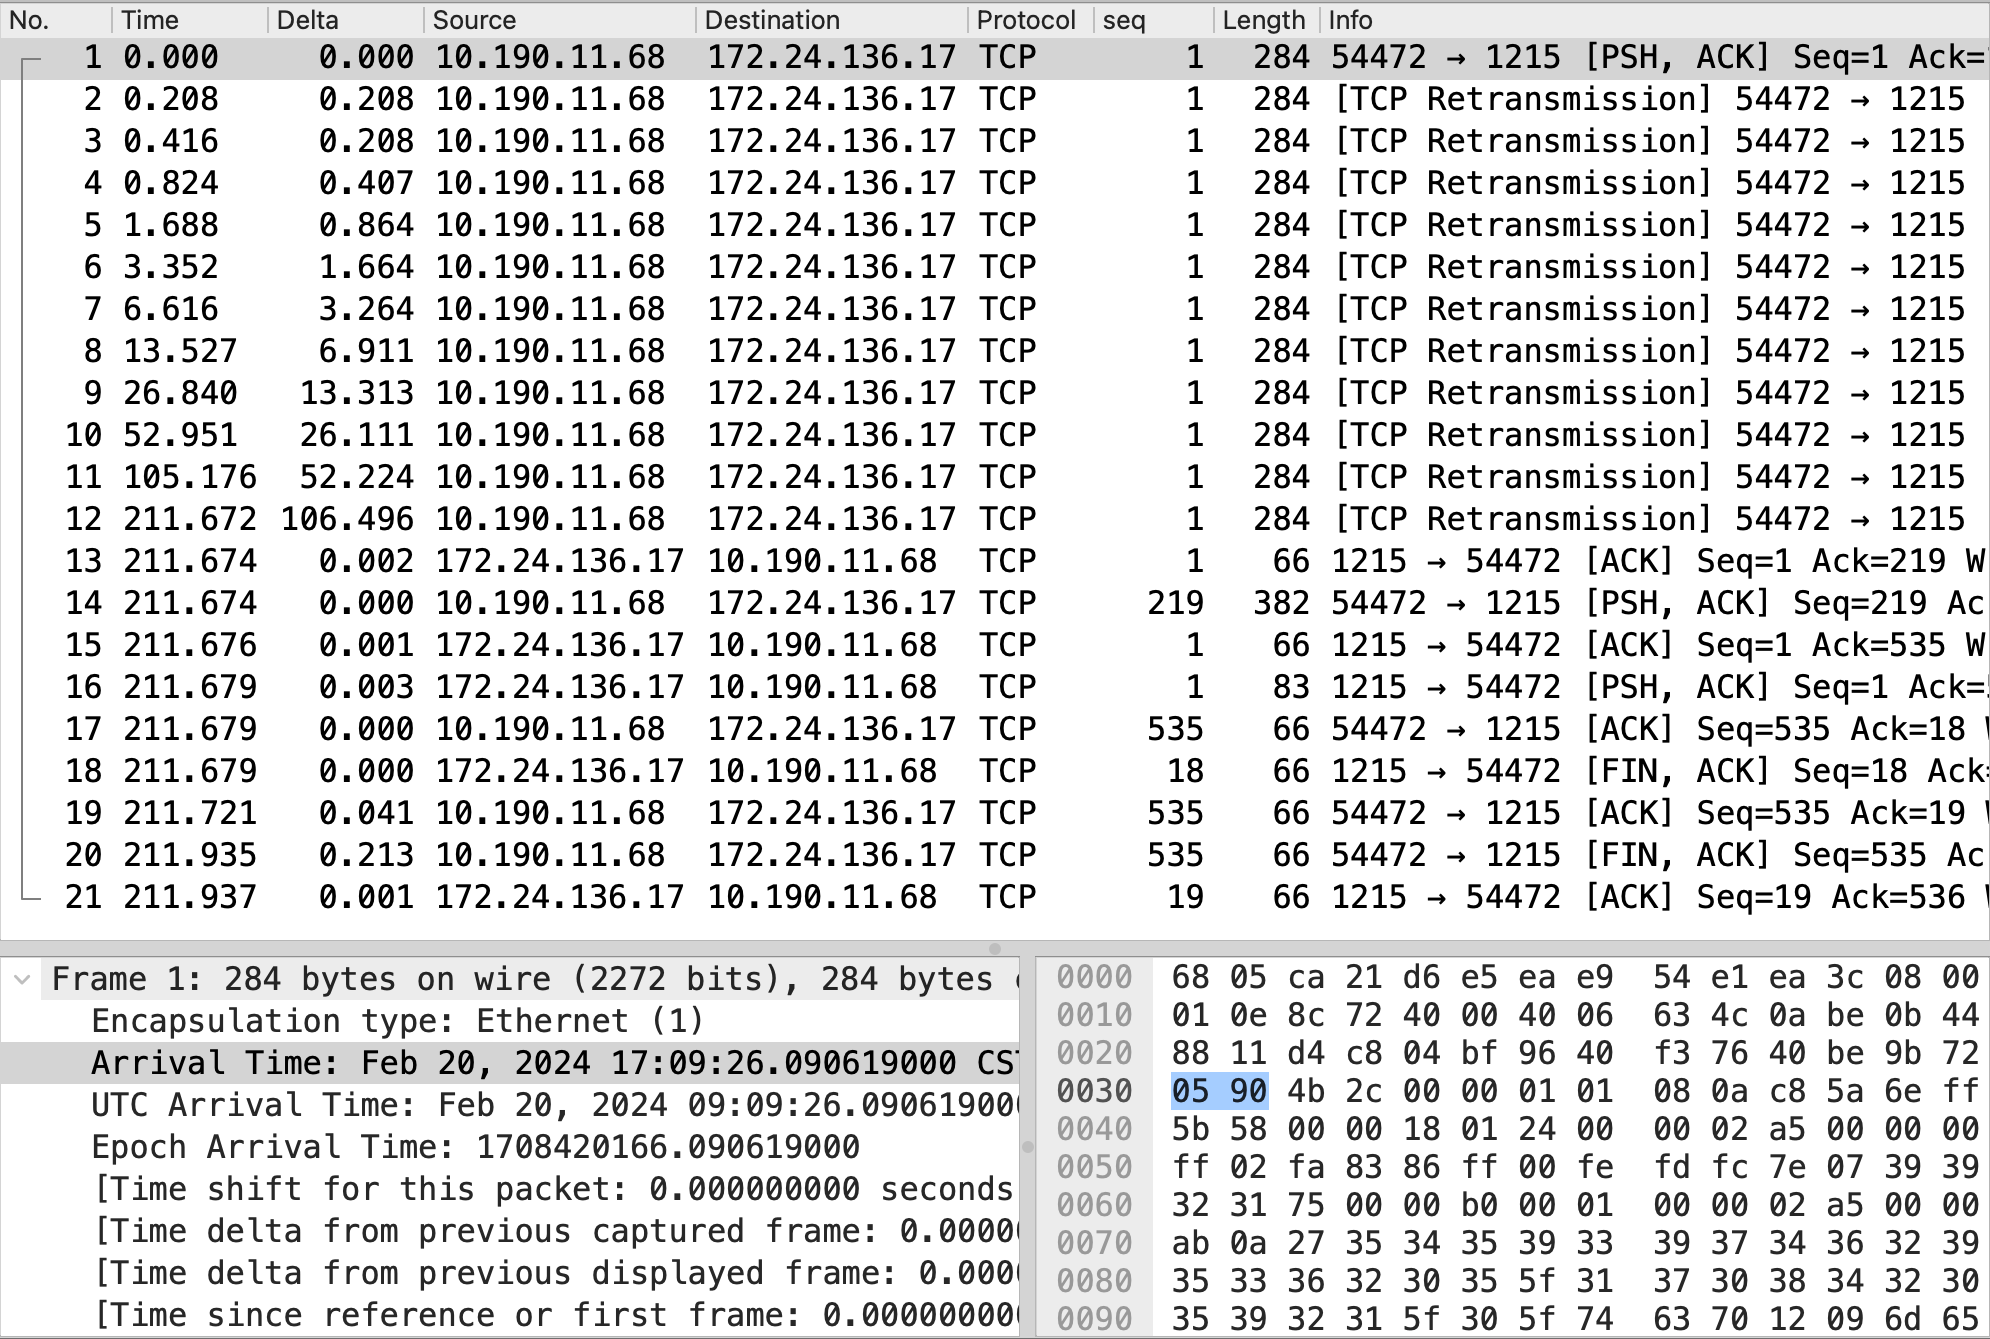 No. Time Delta Source Destination Protocol seq Length Info
1 0.000 0.000 10.190.11.68 172.24.136.17 TCP 1 284 54472 → 1215 [PSH, ACK] Seq=1 Ack=
2 0.208 0.208 10.190.11.68 172.24.136.17 TCP 1 284 [TCP Retransmission] 54472 → 1215
3 0.416 0.208 10.190.11.68 172.24.136.17 TCP 1 284 [TCP Retransmission] 54472 → 1215
4 0.824 0.407 10.190.11.68 172.24.136.17 TCP 1 284 [TCP Retransmission] 54472 → 1215
5 1.688 0.864 10.190.11.68 172.24.136.17 TCP 1 284 [TCP Retransmission] 54472 → 1215
6 3.352 1.664 10.190.11.68 172.24.136.17 TCP 1 284 [TCP Retransmission] 54472 → 1215
7 6.616 3.264 10.190.11.68 172.24.136.17 TCP 1 284 [TCP Retransmission] 54472 → 1215
8 13.527 6.911 10.190.11.68 172.24.136.17 TCP 1 284 [TCP Retransmission] 54472 → 1215
9 26.840 13.313 10.190.11.68 172.24.136.17 TCP 1 284 [TCP Retransmission] 54472 → 1215
10 52.951 26.111 10.190.11.68 172.24.136.17 TCP 1 284 [TCP Retransmission] 54472 → 1215
11 105.176 52.224 10.190.11.68 172.24.136.17 TCP 1 284 [TCP Retransmission] 54472 → 1215
12 211.672 106.496 10.190.11.68 172.24.136.17 TCP 1 284 [TCP Retransmission] 54472 → 1215
13 211.674 0.002 172.24.136.17 10.190.11.68 TCP 1 66 1215 → 54472 [ACK] Seq=1 Ack=219 W
14 211.674 0.000 10.190.11.68 172.24.136.17 TCP 219 382 54472 → 1215 [PSH, ACK] Seq=219 Ac
15 211.676 0.001 172.24.136.17 10.190.11.68 TCP 1 66 1215 → 54472 [ACK] Seq=1 Ack=535 W
16 211.679 0.003 172.24.136.17 10.190.11.68 TCP 1 83 1215 → 54472 [PSH, ACK] Seq=1 Ack=
17 211.679 0.000 10.190.11.68 172.24.136.17 TCP 535 66 54472 → 1215 [ACK] Seq=535 Ack=18
18 211.679 0.000 172.24.136.17 10.190.11.68 TCP 18 66 1215 → 54472 [FIN, ACK] Seq=18 Ack
19 211.721 0.041 10.190.11.68 172.24.136.17 TCP 535 66 54472 → 1215 [ACK] Seq=535 Ack=19
20 211.935 0.213 10.190.11.68 172.24.136.17 TCP 535 66 54472 → 1215 [FIN, ACK] Seq=535 Ac
21 211.937 0.001 172.24.136.17 10.190.11.68 TCP 19 66 1215 → 54472 [ACK] Seq=19 Ack=536
Frame 1: 284 bytes on wire (2272 bits), 284 bytes
Encapsulation type: Ethernet (1)
Arrival Time: Feb 20, 2024 17:09:26.090619000 CS
UTC Arrival Time: Feb 20, 2024 09:09:26.09061900
Epoch Arrival Time: 1708420166.090619000
[Time shift for this packet: 0.000000000 seconds
[Time delta from previous captured frame: 0.0000
[Time delta from previous displayed frame: 0.000
[Time since reference or first frame: 0.00000000
0000 68 05 ca 21 d6 e5 ea e9 54 e1 ea 3c 08 00
0010 01 0e 8c 72 40 00 40 06 63 4c 0a be 0b 44
0020 88 11 d4 c8 04 bf 96 40 f3 76 40 be 9b 72
0030 05 90 4b 2c 00 00 01 01 08 0a c8 5a 6e ff
0040 5b 58 00 00 18 01 24 00 00 02 a5 00 00 00
0050 ff 02 fa 83 86 ff 00 fe fd fc 7e 07 39 39
0060 32 31 75 00 00 b0 00 01 00 00 02 a5 00 00
0070 ab 0a 27 35 34 35 39 33 39 37 34 36 32 39
0080 35 33 36 32 30 35 5f 31 37 30 38 34 32 30
0090 35 39 32 31 5f 30 5f 74 63 70 12 09 6d 65